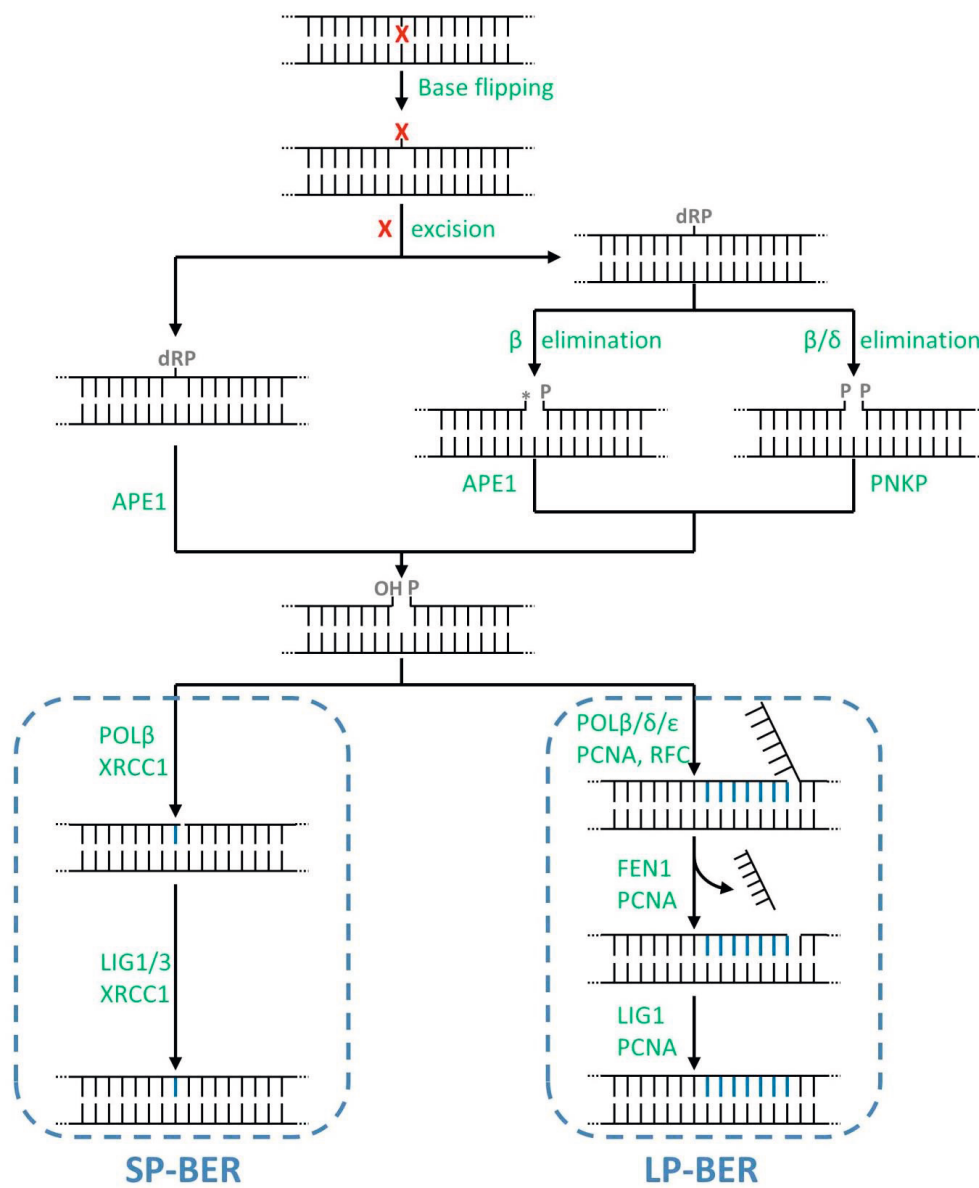 X
Base flipping
X
X excision
dRP
β elimination
β/δ elimination
dRP
* P
P P
APE1
APE1
PNKP
OH P
POLβ
XRCC1
POLβ/δ/ε
PCNA, RFC
FEN1
PCNA
LIG1/3
XRCC1
LIG1
PCNA
SP-BER
LP-BER